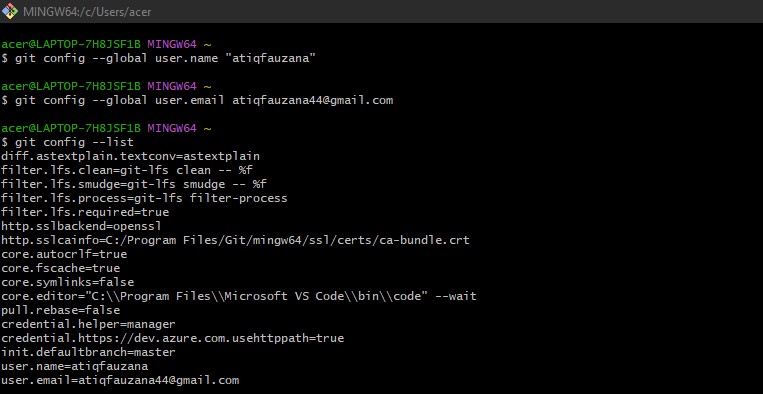 MINGW64:/c/Users/acer
acer@LAPTOP-7H8JSF1B MINGW64 ~
$ git config --global user.name "atiqfauzana"
acer@LAPTOP-7H8JSF1B MINGW64 ~
$ git config --global user.email atiqfauzana44@gmail.com
acer@LAPTOP-7H8JSF1B MINGW64 ~
$ git config --list
diff.astextplain.textconv=astextplain
filter.lfs.clean=git-lfs clean -- %f
filter.lfs.smudge=git-lfs smudge -- %f
filter.lfs.process=git-lfs filter-process
filter.lfs.required=true
http.sslbackend=openssl
http.sslcainfo=C:/Program Files/Git/mingw64/ssl/certs/ca-bundle.crt
core.autocrlf=true
core.fscache=true
core.symlinks=false
core.editor="C:\\Program Files\\Microsoft VS Code\\bin\\code" --wait
pull.rebase=false
credential.helper=manager
credential.https://dev.azure.com.usehttppath=true
init.defaultbranch=master
user.name=atiqfauzana
user.email=atiqfauzana44@gmail.com